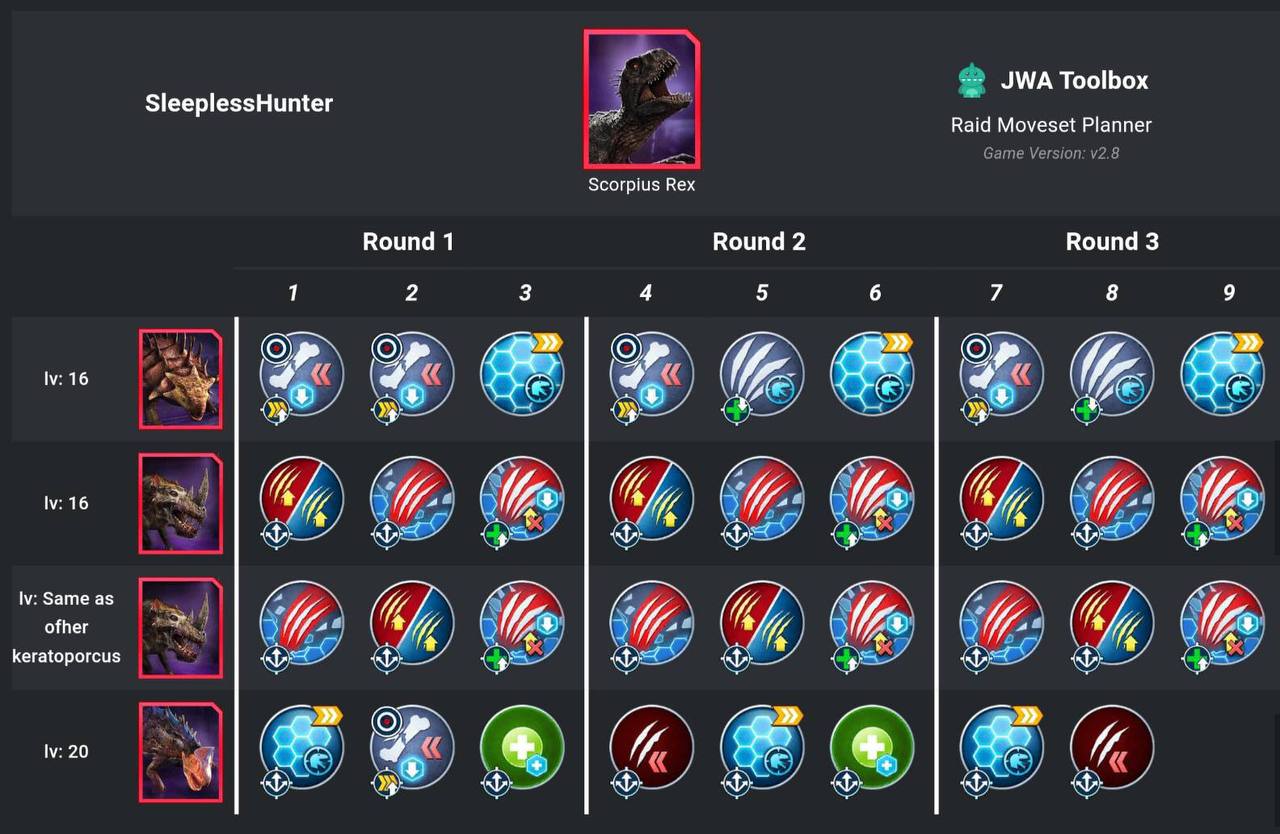 SleeplessHunter
JWA Toolbox
Raid Moveset Planner
Game Version: v2.8
Scorpius Rex
Round 1 Round 2 Round 3
1 2 3 4 5 6 7 8 9
lv: 16
lv: 16
lv: Same as
ofher
keratoporcus
lv: 20